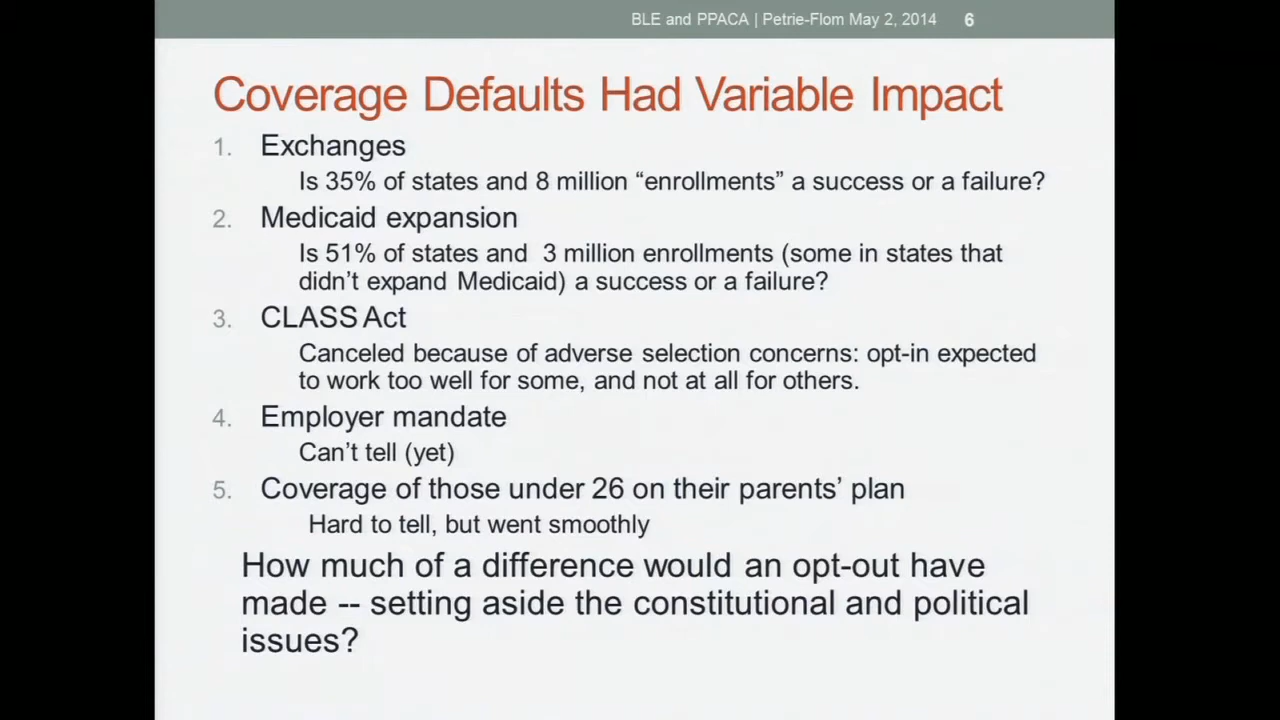 BLE and PPACA | Petrie-Flom May 2, 2014 6
Coverage Defaults Had Variable Impact
1. Exchanges
Is 35% of states and 8 million “enrollments” a success or a failure?
2. Medicaid expansion
Is 51% of states and 3 million enrollments (some in states that
didn’t expand Medicaid) a success or a failure?
3. CLASS Act
Canceled because of adverse selection concerns: opt-in expected
to work too well for some, and not at all for others.
4. Employer mandate
Can’t tell (yet)
5. Coverage of those under 26 on their parents’ plan
Hard to tell, but went smoothly
How much of a difference would an opt-out have
made -- setting aside the constitutional and political
issues?